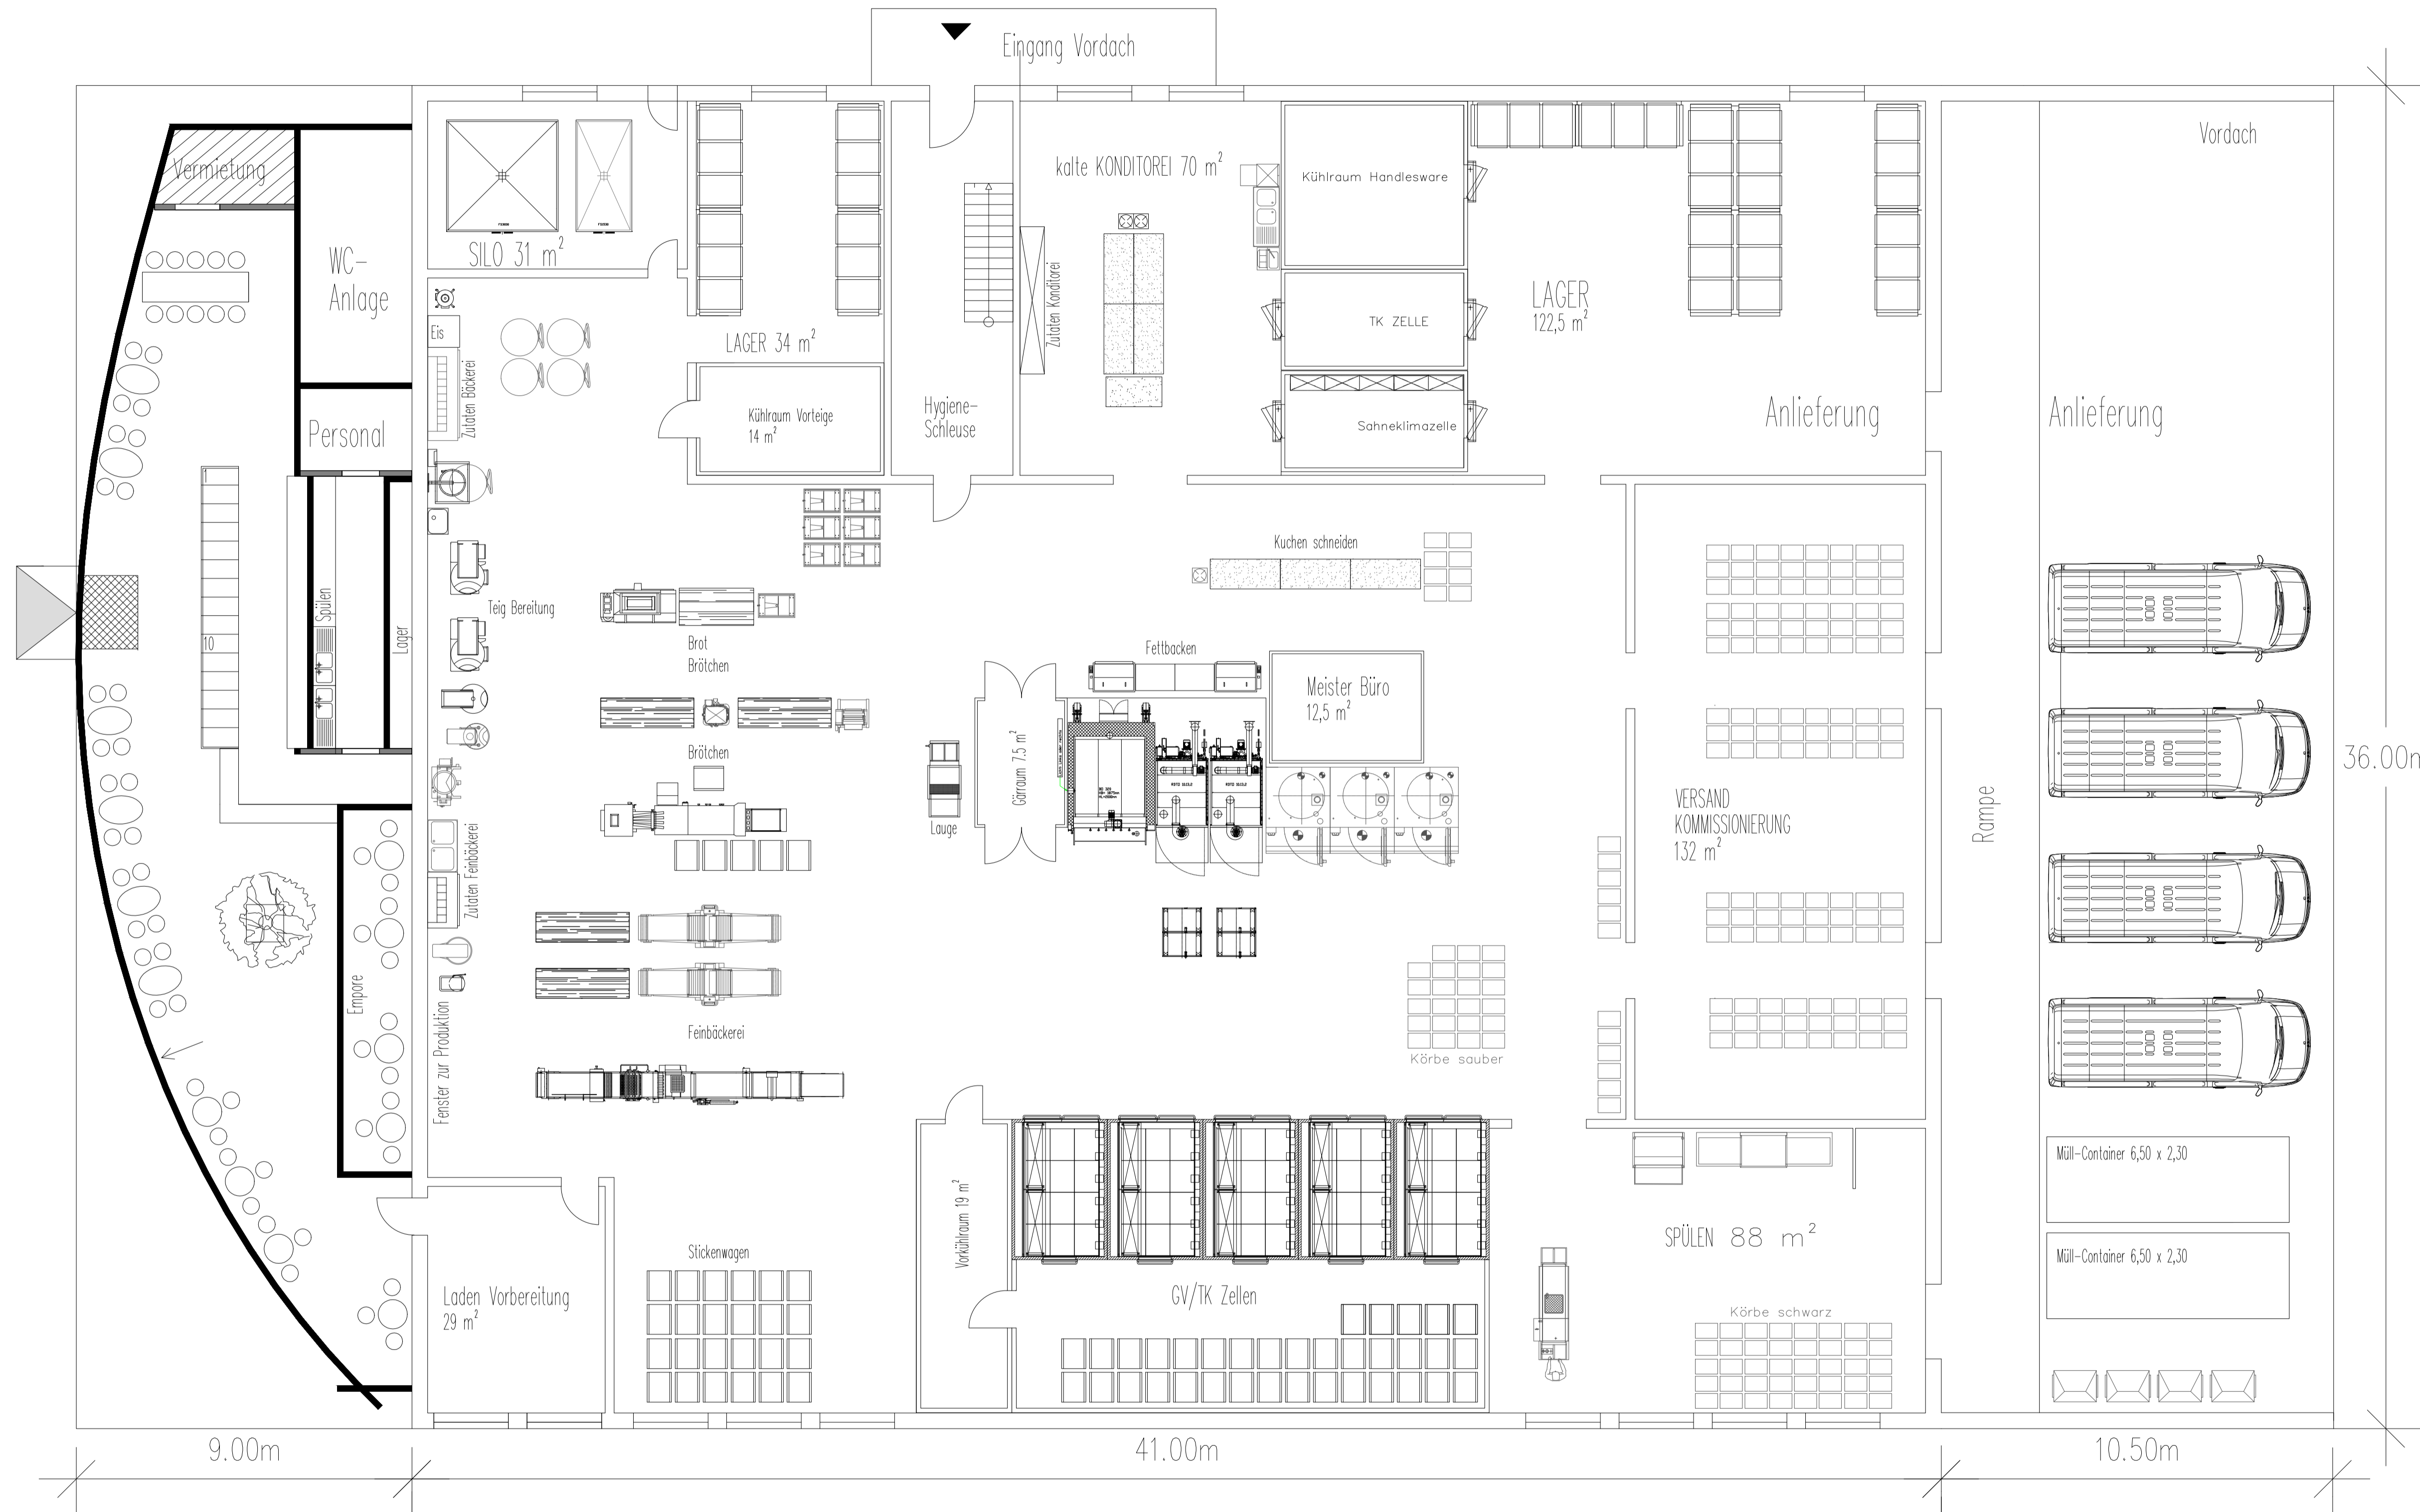 Eingang Vordach
Vordach
Vermietung
kalte KONDITOREI 70 m²
Kühlraum Handlesware
SILO 31 m²
WC-
Anlage
Zutaten Konditorei
LAGER
122,5 m²
TK ZELLE
Eis
LAGER 34 m²
Zutaten Bäckerei
Kühlraum Vorteige
14 m²
Hygiene-
Schleuse
Sahneklimazelle
Anlieferung
Anlieferung
Personal
Kuchen schneiden
Spülen
Lager
10
Teig Bereitung
Brot
Brötchen
Fettbacken
Meister Büro
12,5 m²
Brötchen
Gärraum 7.5 m²
Lauge
36.00m
VERSAND
KOMMISSIONIERUNG
132 m²
Rampe
Zutaten Feinbäckerei
Empore
Fenster zur Produktion
Feinbäckerei
Körbe sauber
Müll-Container 6,50 x 2,30
Vorkühlraum 19 m²
SPÜLEN 88 m²
Stickenwagen
Müll-Container 6,50 x 2,30
Laden Vorbereitung
29 m²
GV/TK Zellen
Körbe schwarz
9.00m
41.00m
10.50m